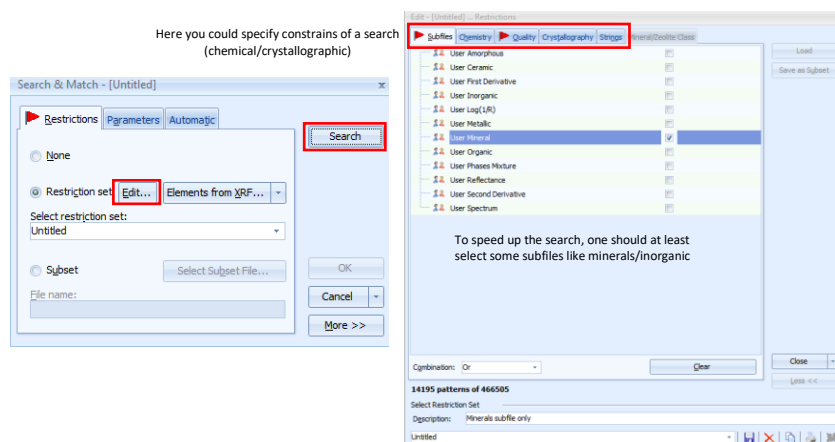 Here you could specify constrains of a search
(chemical/crystallographic)
Search & Match - [Untitled]
Restrictions Parameters Automatic
Search
None
Restriction set Edit... Elements from XRF...
Select restriction set:
Untitled
Subset Select Subset File... OK
File name:
Cancel
More >>
Edit - [Untitled] ... Restrictions
Subfiles Chemistry Quality Crystallography Strings Mineral/Zeolite Class
Load
Save as Subset
User Amorphous
User Ceramic
User First Derivative
User Inorganic
User Log(1/R)
User Metallic
User Mineral
User Organic
User Phases Mixture
User Reflectance
User Second Derivative
User Spectrum
To speed up the search, one should at least
select some subfiles like minerals/inorganic
Combination: Or Clear Close
Less <<
14195 patterns of 466505
Select Restriction Set
Description: Minerals subfile only
Untitled